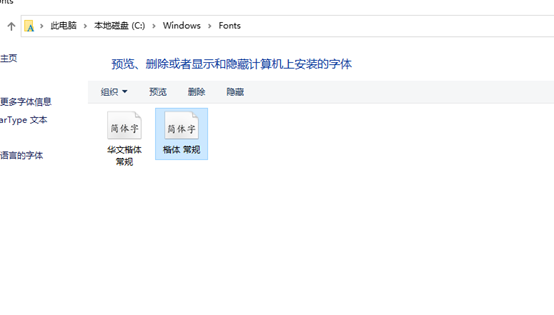 onts
此电脑 > 本地磁盘 (C:) > Windows > Fonts
主页
预览、删除或者显示和隐藏计算机上安装的字体
组织 预览 删除 隐藏
更多字体信息
arType 文本
语言的字体
简体字
华文楷体
常规
简体字
楷体 常规